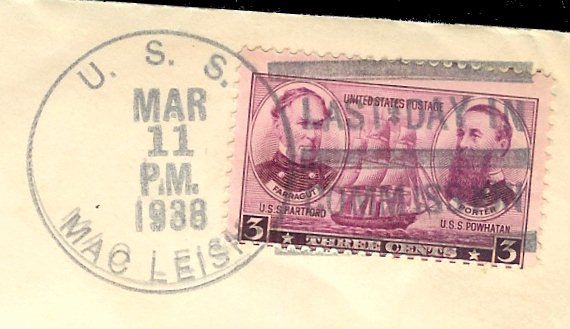 U. S. S.
MAR
11
P.M.
1938
MAC LEISH
UNITED STATES POSTAGE
LAST DAY IN
COMMISSION
FARRAGUT
PORTER
U.S.S. HARTFORD
U.S.S. POWHATAN
3 THREE CENTS 3